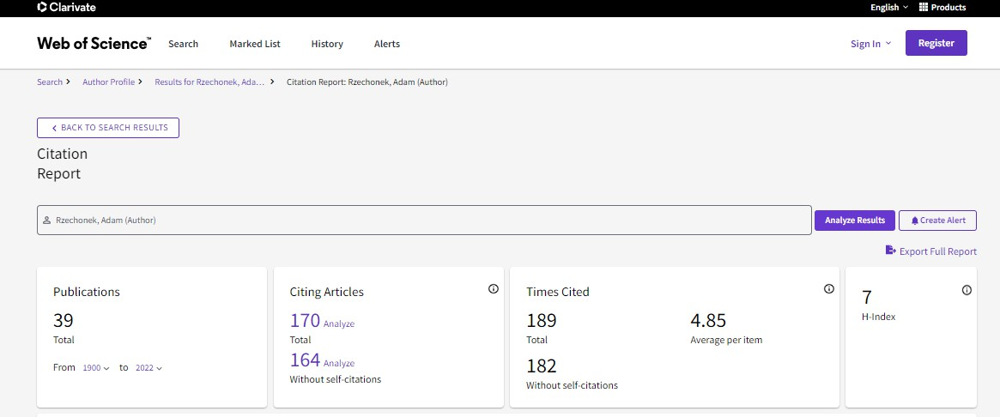 Clarivate English Products
Web of Science™ Search Marked List History Alerts Sign In Register
Search > Author Profile > Results for Rzechonek, Ada... > Citation Report: Rzechonek, Adam (Author)
BACK TO SEARCH RESULTS
Citation
Report
Rzechonek, Adam (Author) Analyze Results Create Alert
Export Full Report
Publications
39
Total
From 1900 to 2022
Citing Articles
170 Analyze
Total
164 Analyze
Without self-citations
Times Cited
189
Total
4.85
Average per item
182
Without self-citations
7
H-Index